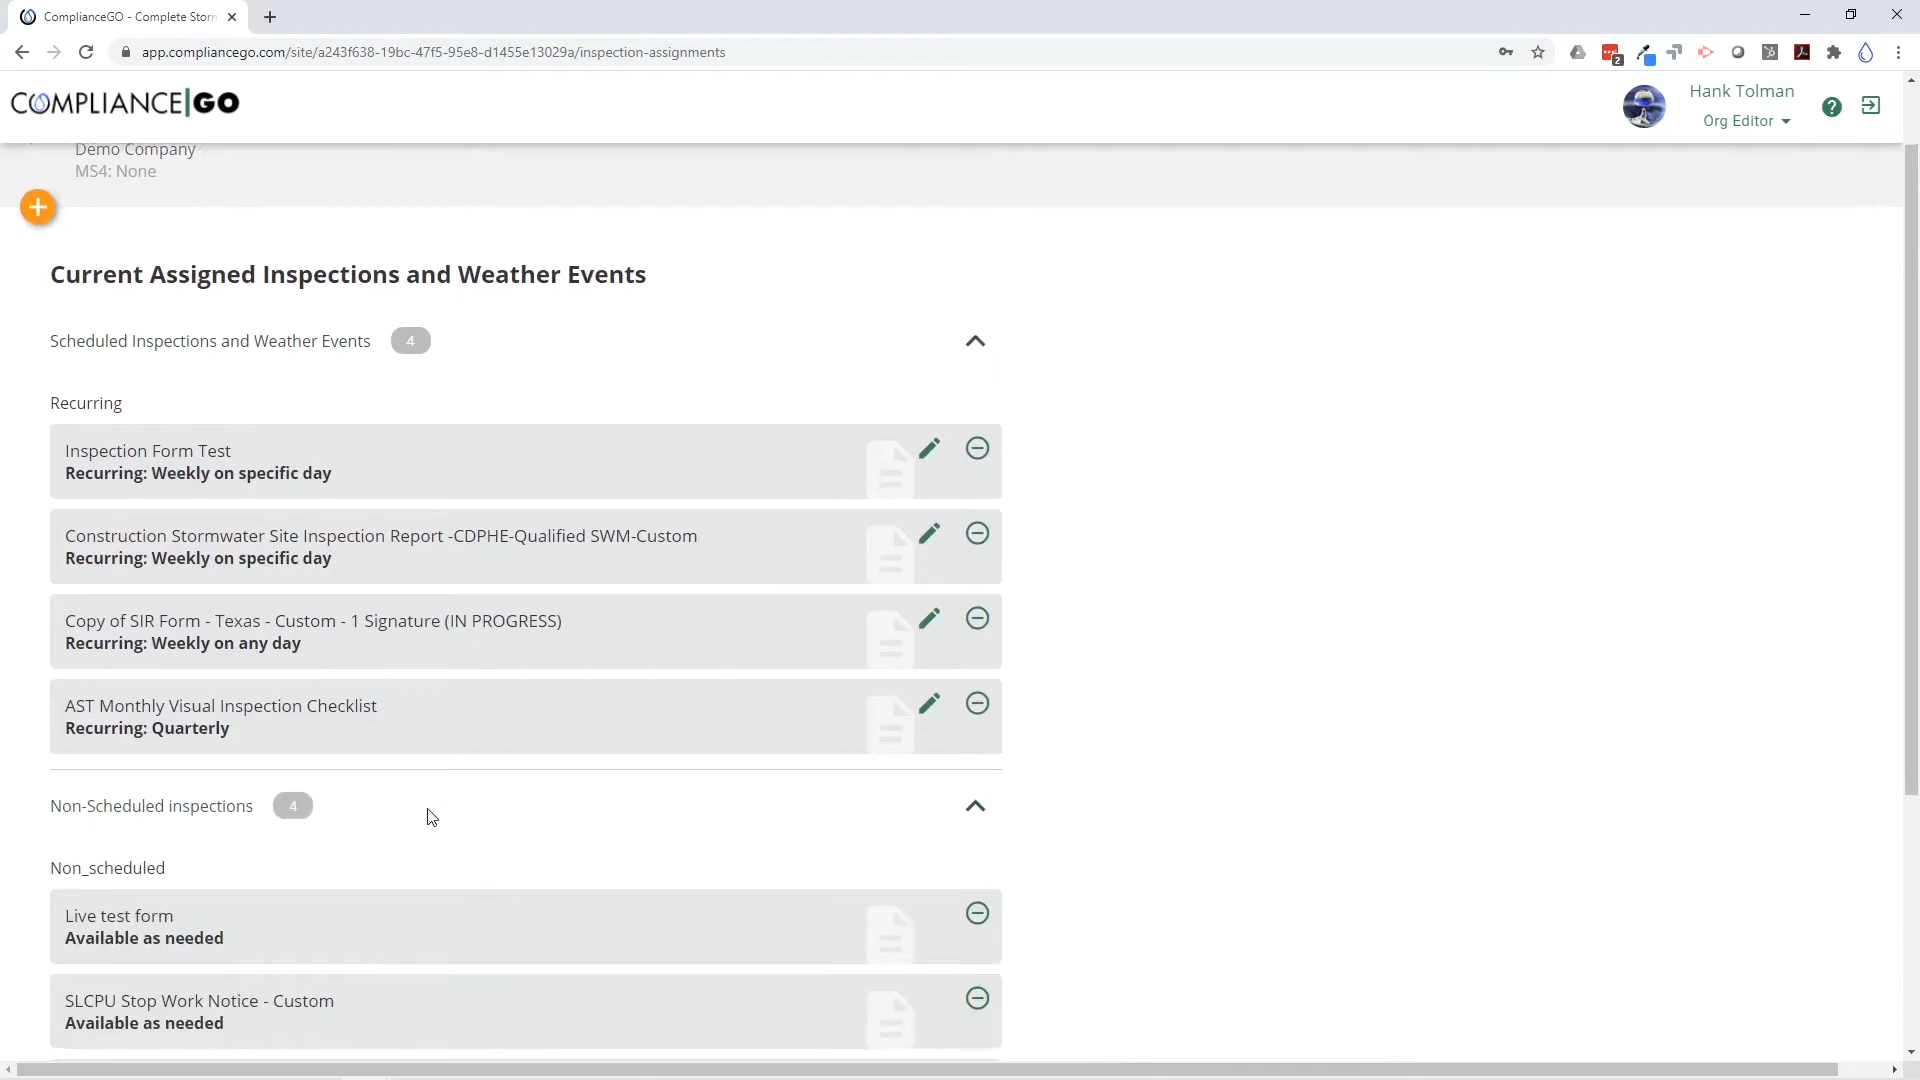 ComplianceGO - Complete Storm
app.compliancego.com/site/a243f638-19bc-47f5-95e8-d1455e13029a/inspection-assignments
2
COMPLIANCE|GO
Hank Tolman
Org Editor
?
Demo Company
MS4: None
+
Current Assigned Inspections and Weather Events
Scheduled Inspections and Weather Events 4
Recurring
Inspection Form Test
Recurring: Weekly on specific day
Construction Stormwater Site Inspection Report -CDPHE-Qualified SWM-Custom
Recurring: Weekly on specific day
Copy of SIR Form - Texas - Custom - 1 Signature (IN PROGRESS)
Recurring: Weekly on any day
AST Monthly Visual Inspection Checklist
Recurring: Quarterly
Non-Scheduled inspections 4
Non_scheduled
Live test form
Available as needed
SLCPU Stop Work Notice - Custom
Available as needed